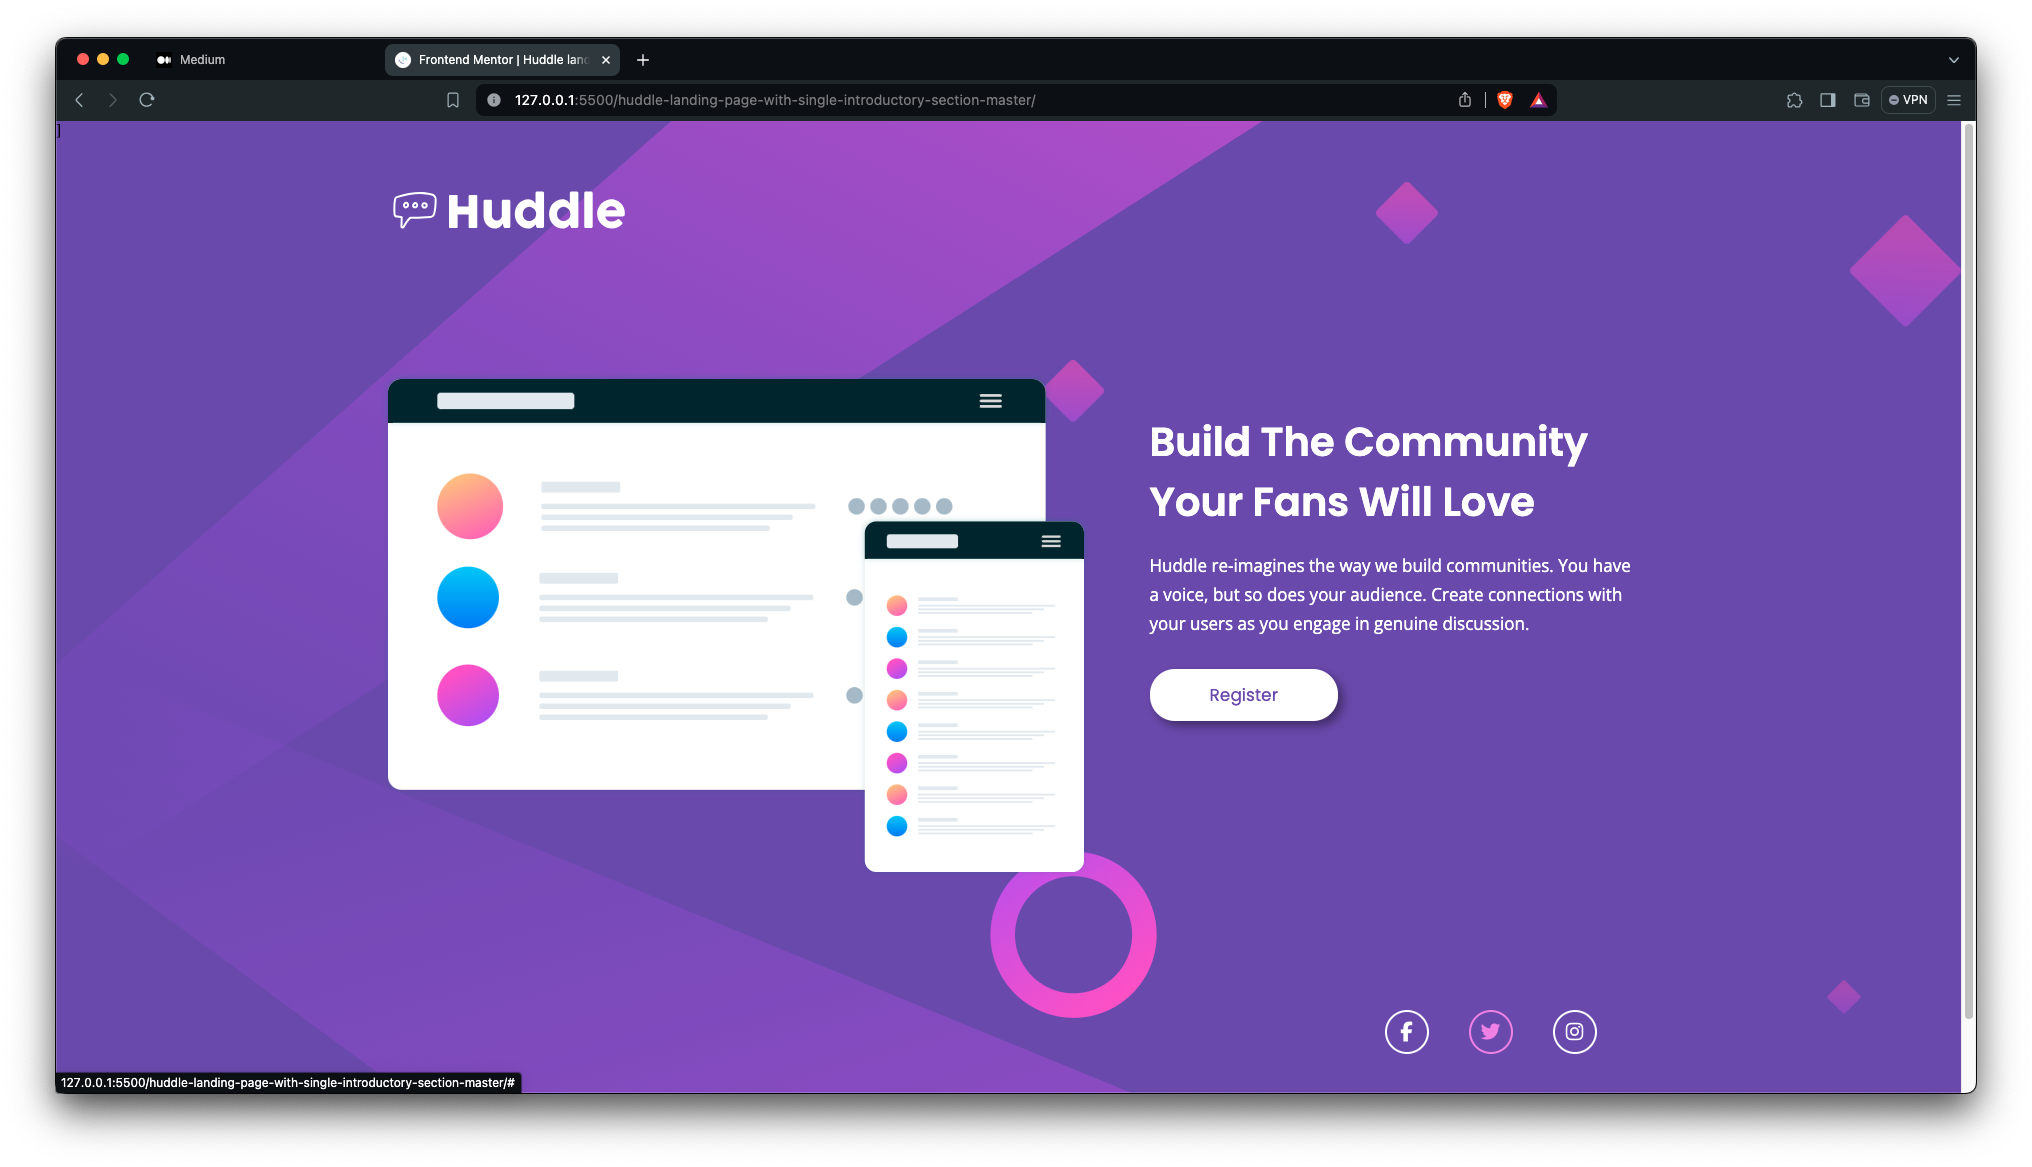 Medium
Frontend Mentor | Huddle lan
127.0.0.1:5500/huddle-landing-page-with-single-introductory-section-master/
VPN
]
Huddle
Build The Community
Your Fans Will Love
Huddle re-imagines the way we build communities. You have
a voice, but so does your audience. Create connections with
your users as you engage in genuine discussion.
Register
127.0.0.1:5500/huddle-landing-page-with-single-introductory-section-master/#